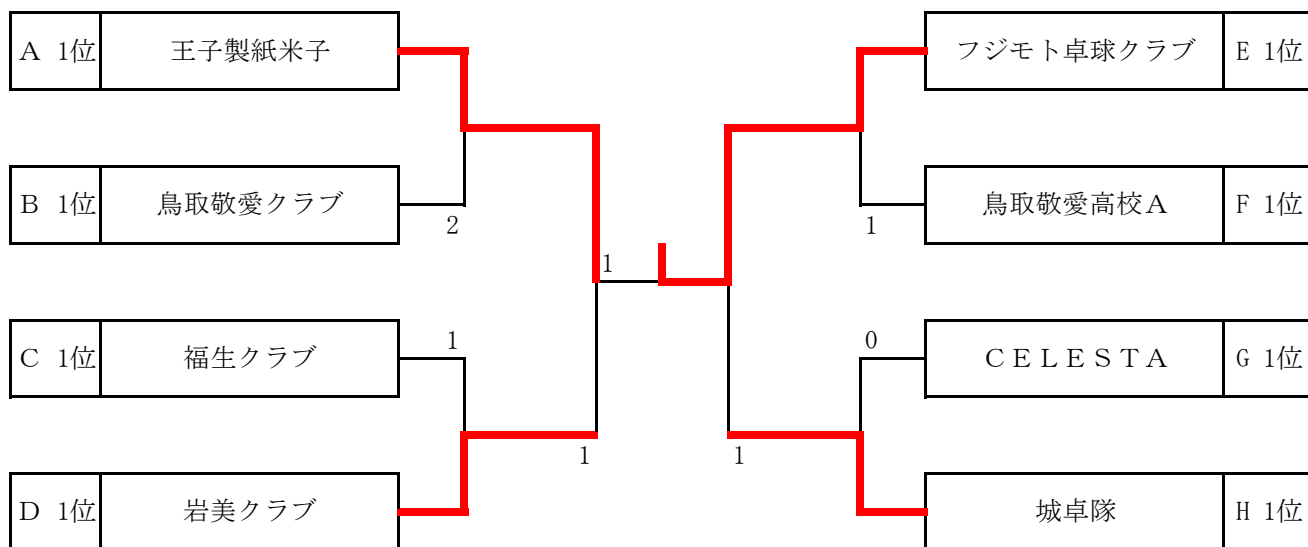 A 1位 王子製紙米子 フジモト卓球クラブ E 1位
B 1位 鳥取敬愛クラブ 鳥取敬愛高校A F 1位
2 1
1
1 0
C 1位 福生クラブ CELESTA G 1位
1 1
D 1位 岩美クラブ 城卓隊 H 1位